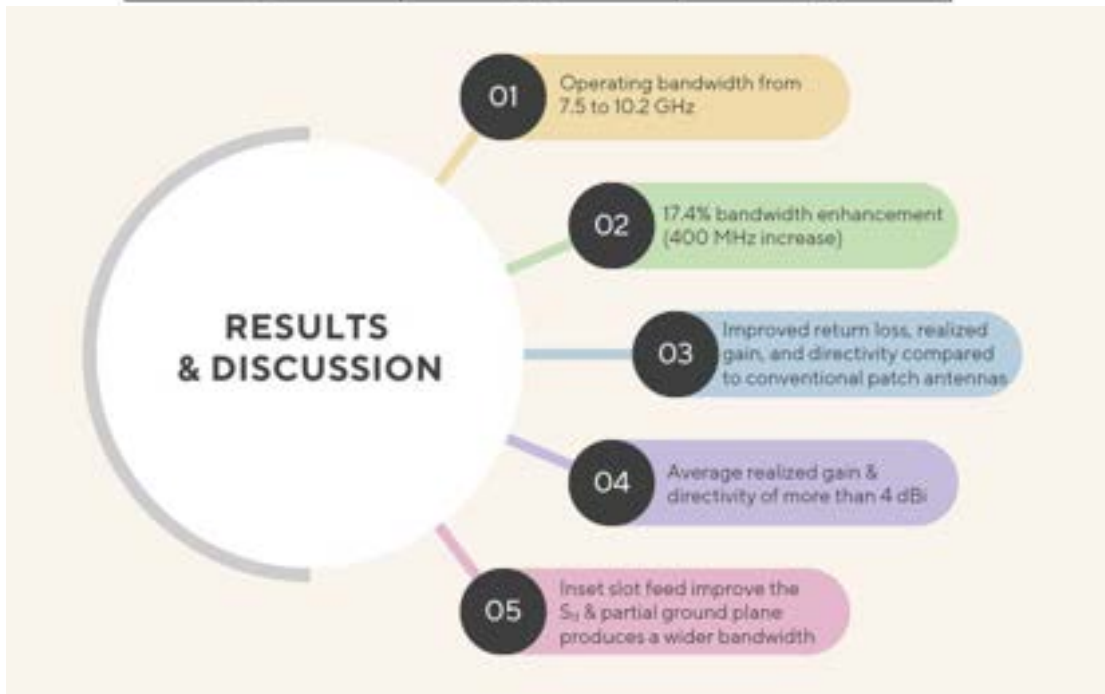 RESULTS
& DISCUSSION
01
Operating bandwidth from
7.5 to 10.2 GHz
02
17.4% bandwidth enhancement
(400 MHz increase)
03
Improved return loss, realized
gain, and directivity compared
to conventional patch antennas
04
Average realized gain &
directivity of more than 4 dBi
05
Inset slot feed improve the
S₁₁ & partial ground plane
produces a wider bandwidth